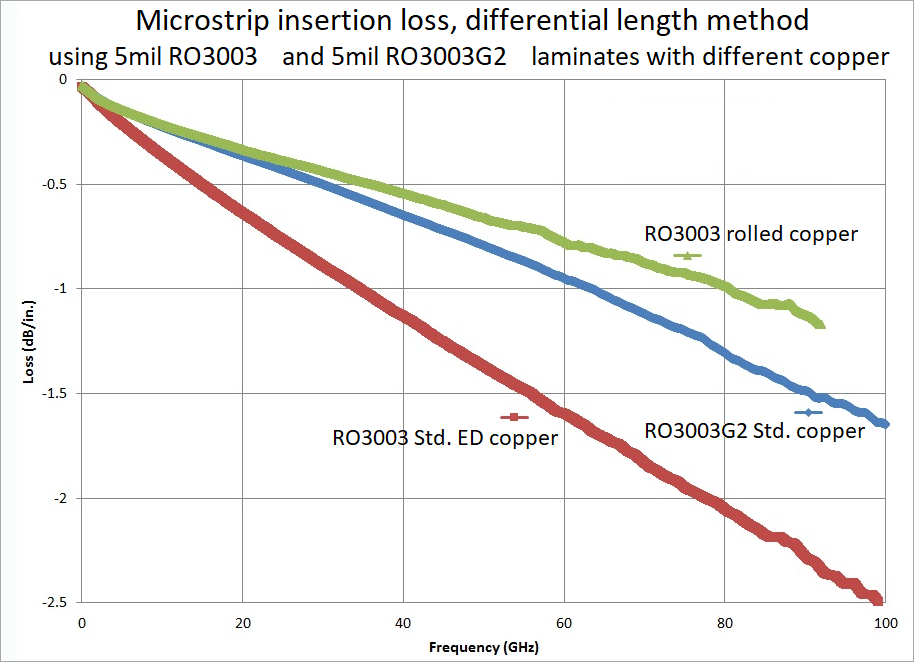 Microstrip insertion loss, differential length method
using 5mil RO3003 and 5mil RO3003G2 laminates with different copper
0
-0.5
-1
-1.5
-2
-2.5
Loss (dB/in.)
RO3003 rolled copper
RO3003 Std. ED copper
RO3003G2 Std. copper
0 20 40 60 80 100
Frequency (GHz)